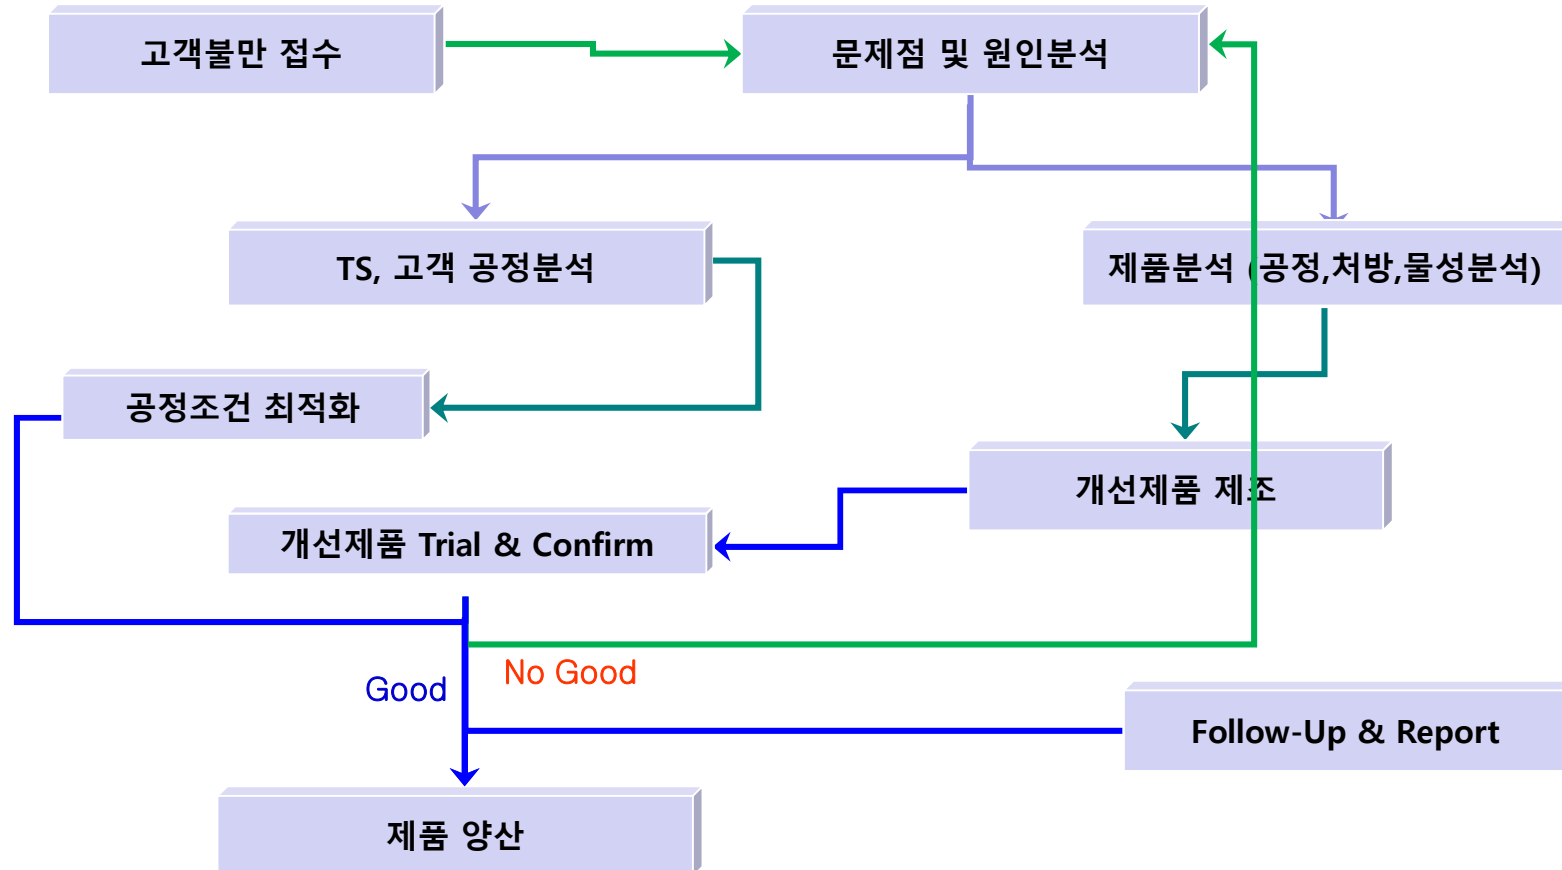 고객불만 접수
문제점 및 원인분석
TS, 고객 공정분석
제품분석 (공정,처방,물성분석)
공정조건 최적화
개선제품 제조
개선제품 Trial & Confirm
No Good
Good
Follow-Up & Report
제품 양산